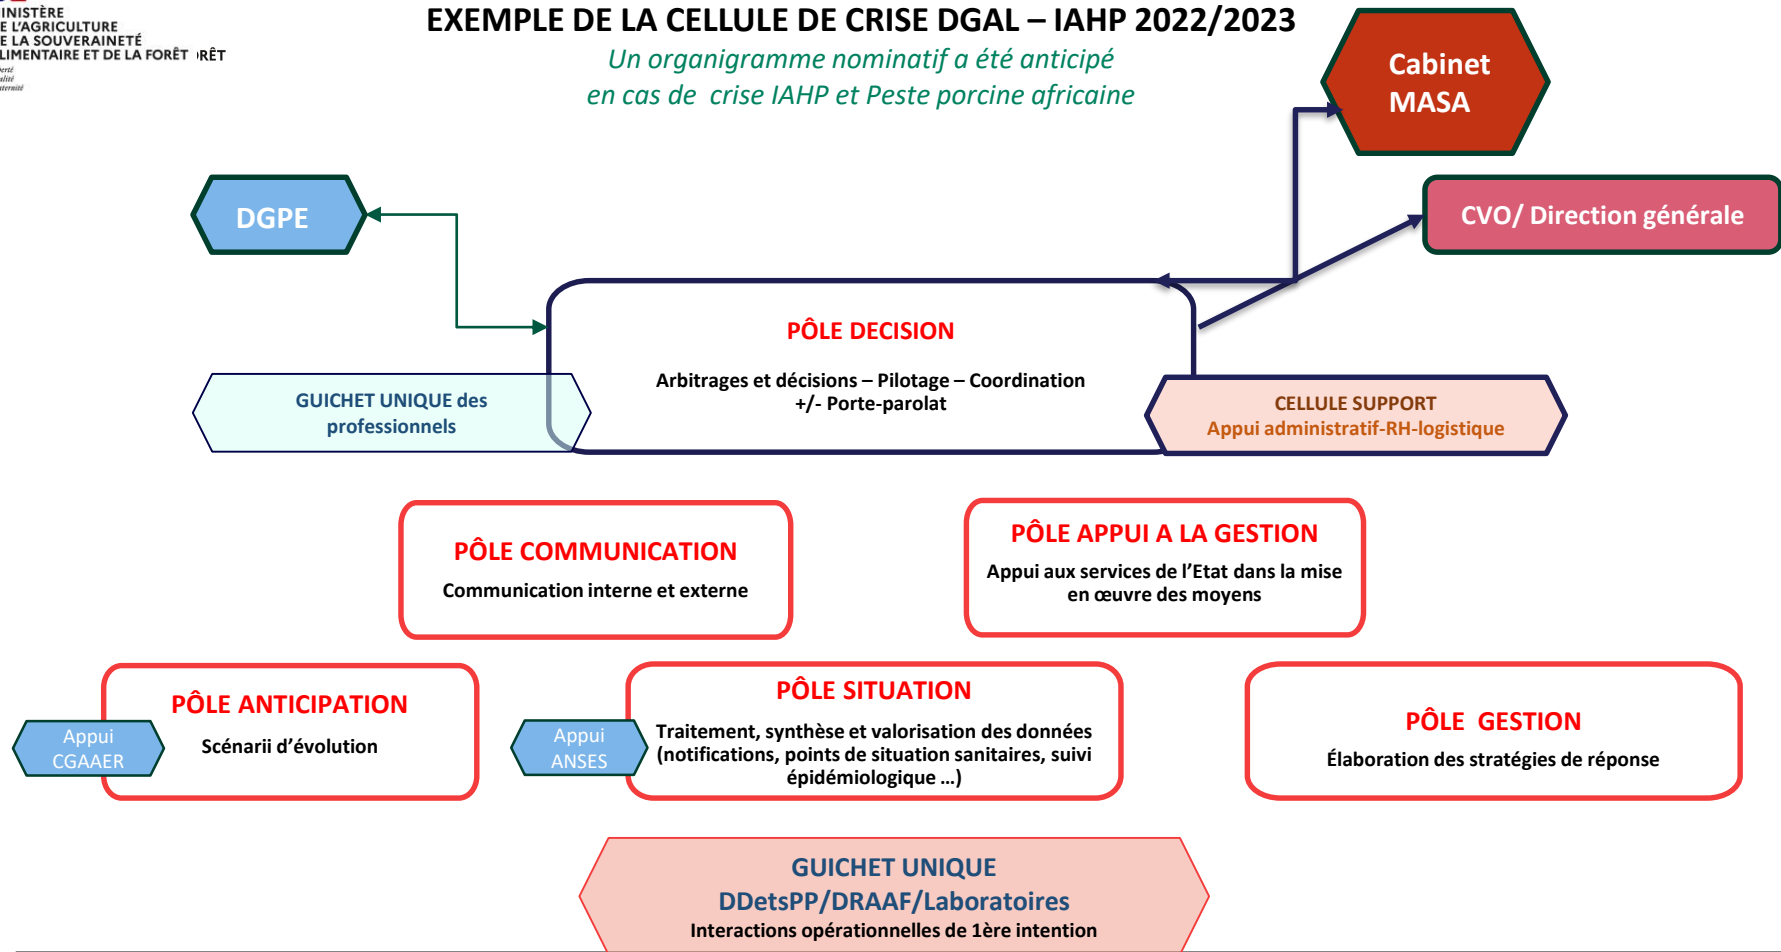 MINISTÈRE
DE L'AGRICULTURE
DE LA SOUVERAINETÉ
ALIMENTAIRE ET DE LA FORÊT
EXEMPLE DE LA CELLULE DE CRISE DGAL – IAHP 2022/2023
Un organigramme nominatif a été anticipé
en cas de crise IAHP et Peste porcine africaine
Cabinet
MASA
DGPE
CVO/ Direction générale
PÔLE DECISION
Arbitrages et décisions – Pilotage – Coordination
+/- Porte-parolat
GUICHET UNIQUE des
professionnels
CELLULE SUPPORT
Appui administratif-RH-logistique
PÔLE COMMUNICATION
Communication interne et externe
PÔLE APPUI A LA GESTION
Appui aux services de l'Etat dans la mise
en œuvre des moyens
PÔLE ANTICIPATION
Scénarii d'évolution
Appui
CGAAER
PÔLE SITUATION
Traitement, synthèse et valorisation des données
(notifications, points de situation sanitaires, suivi
épidémiologique …)
Appui
ANSES
PÔLE GESTION
Élaboration des stratégies de réponse
GUICHET UNIQUE
DDetsPP/DRAAF/Laboratoires
Interactions opérationnelles de 1ère intention